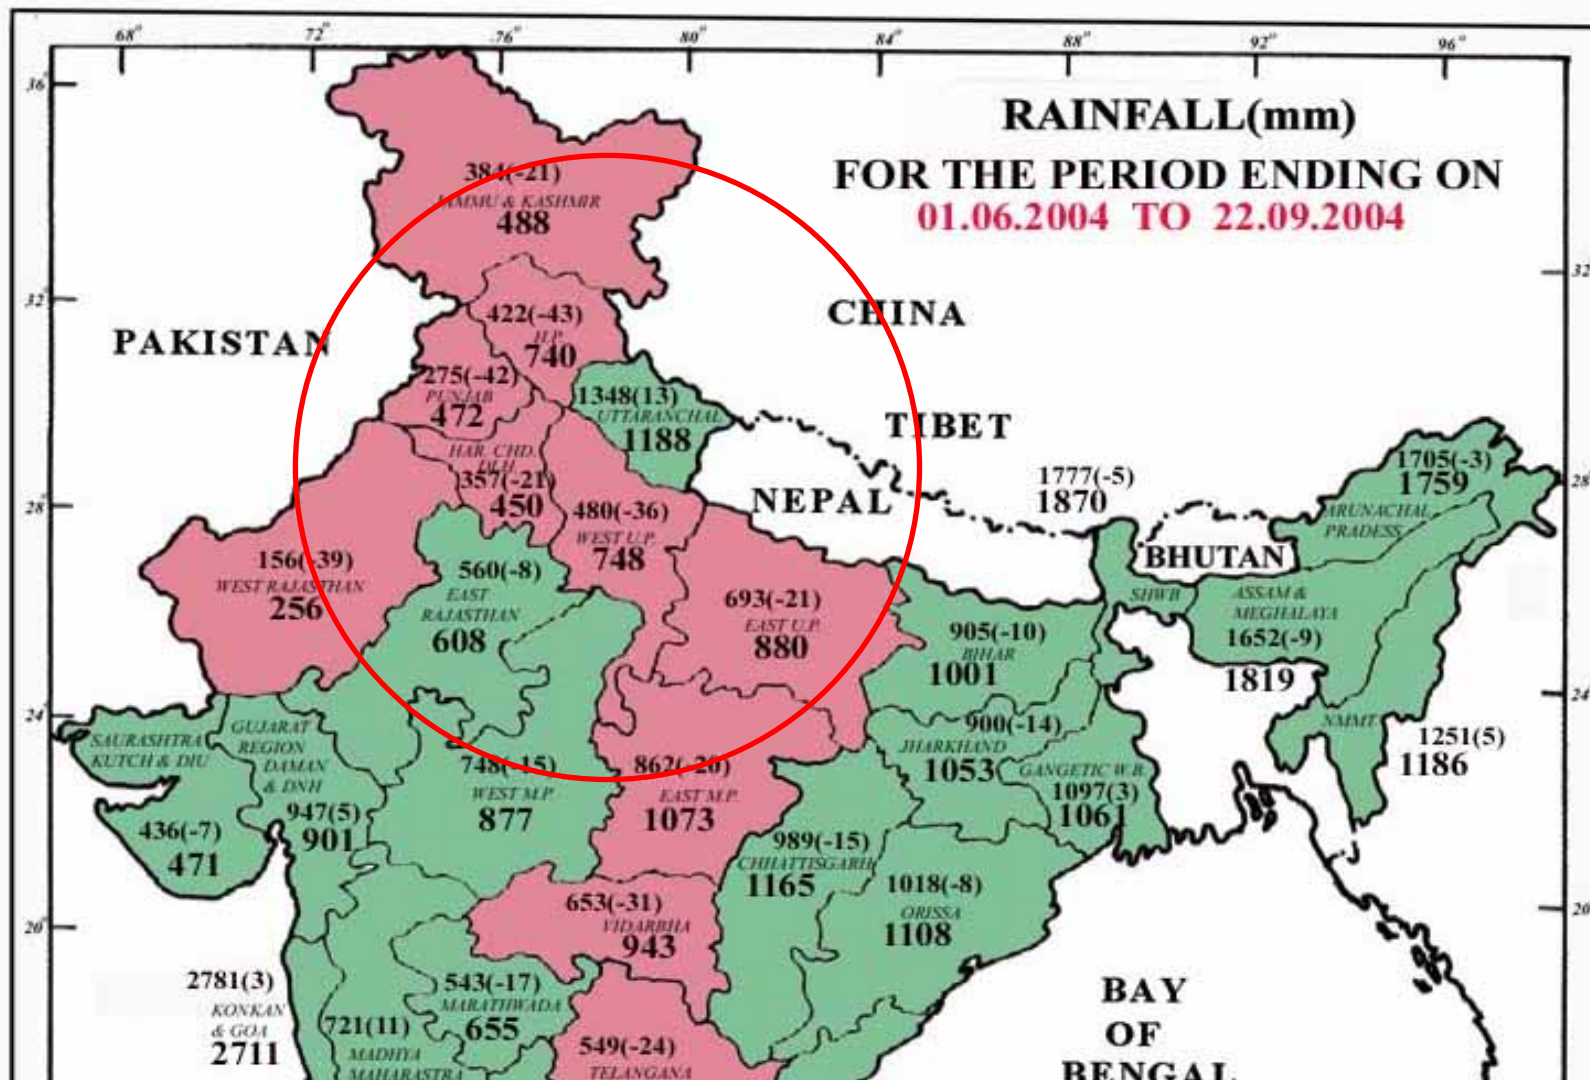 68° 72° 76° 80° 84° 88° 92° 96°
36°
RAINFALL(mm)
FOR THE PERIOD ENDING ON
01.06.2004 TO 22.09.2004
384(-21)
JAMMU & KASHMIR
488
32° 32°
422(-43)
H.P.
740
CHINA
PAKISTAN
275(-42)
PUNJAB
472
1348(13)
UTTARANCHAL
1188
TIBET
HAR. CHD.
DLH.
357(-21)
450
1777(-5)
1870
1705(-3)
1759
ARUNACHAL
PRADESS
28° 28°
NEPAL
480(-36)
WEST U.P.
748
BHUTAN
156(-39)
WEST RAJASTHAN
256
560(-8)
EAST
RAJASTHAN
608
693(-21)
EAST U.P.
880
SHWB
ASSAM &
MEGHALAYA
1652(-9)
1819
905(-10)
BIHAR
1001
24° 24°
SAURASHTRA
KUTCH & DIU
436(-7)
471
GUJARAT
REGION
DAMAN
& DNH
947(5)
901
748(-15)
WEST M.P.
877
862(-20)
EAST M.P.
1073
900(-14)
JHARKHAND
1053
GANGETIC W.B.
1097(3)
1061
NMMT
1251(5)
1186
989(-15)
CHHATTISGARH
1165
1018(-8)
ORISSA
1108
20° 20°
653(-31)
VIDARBHA
943
2781(3)
KONKAN
& GOA
2711
543(-17)
MARATHWADA
655
721(11)
MADHYA
MAHARASTRA
549(-24)
TELANGANA
BAY
OF
BENGAL